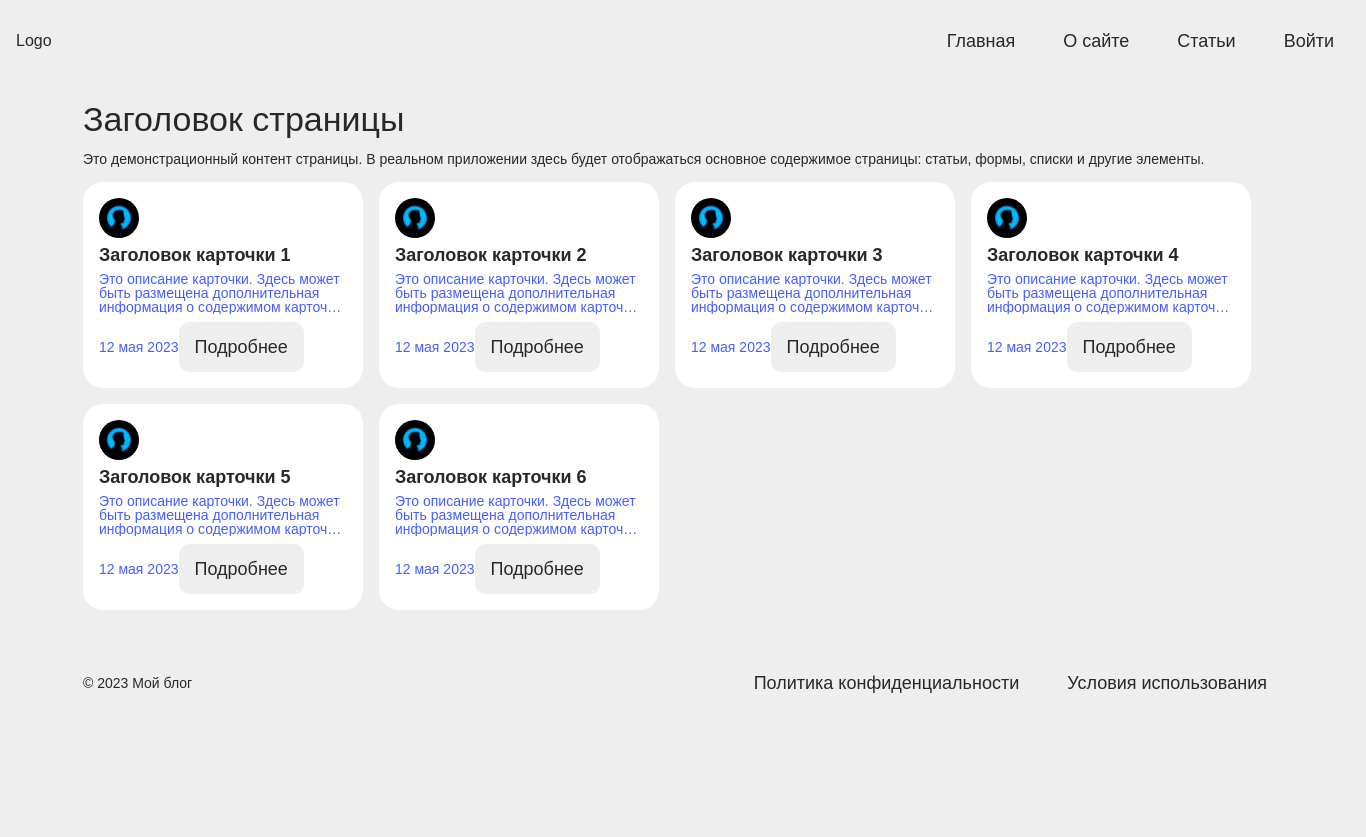 Logo
Главная
О сайте
Статьи
Войти
Заголовок страницы
Это демонстрационный контент страницы. В реальном приложении здесь будет отображаться основное содержимое страницы: статьи, формы, списки и другие элементы.
Заголовок карточки 1
Это описание карточки. Здесь может
быть размещена дополнительная
информация о содержимом карточ…
12 мая 2023
Подробнее
Заголовок карточки 2
Это описание карточки. Здесь может
быть размещена дополнительная
информация о содержимом карточ…
12 мая 2023
Подробнее
Заголовок карточки 3
Это описание карточки. Здесь может
быть размещена дополнительная
информация о содержимом карточ…
12 мая 2023
Подробнее
Заголовок карточки 4
Это описание карточки. Здесь может
быть размещена дополнительная
информация о содержимом карточ…
12 мая 2023
Подробнее
Заголовок карточки 5
Это описание карточки. Здесь может
быть размещена дополнительная
информация о содержимом карточ…
12 мая 2023
Подробнее
Заголовок карточки 6
Это описание карточки. Здесь может
быть размещена дополнительная
информация о содержимом карточ…
12 мая 2023
Подробнее
© 2023 Мой блог
Политика конфиденциальности
Условия использования